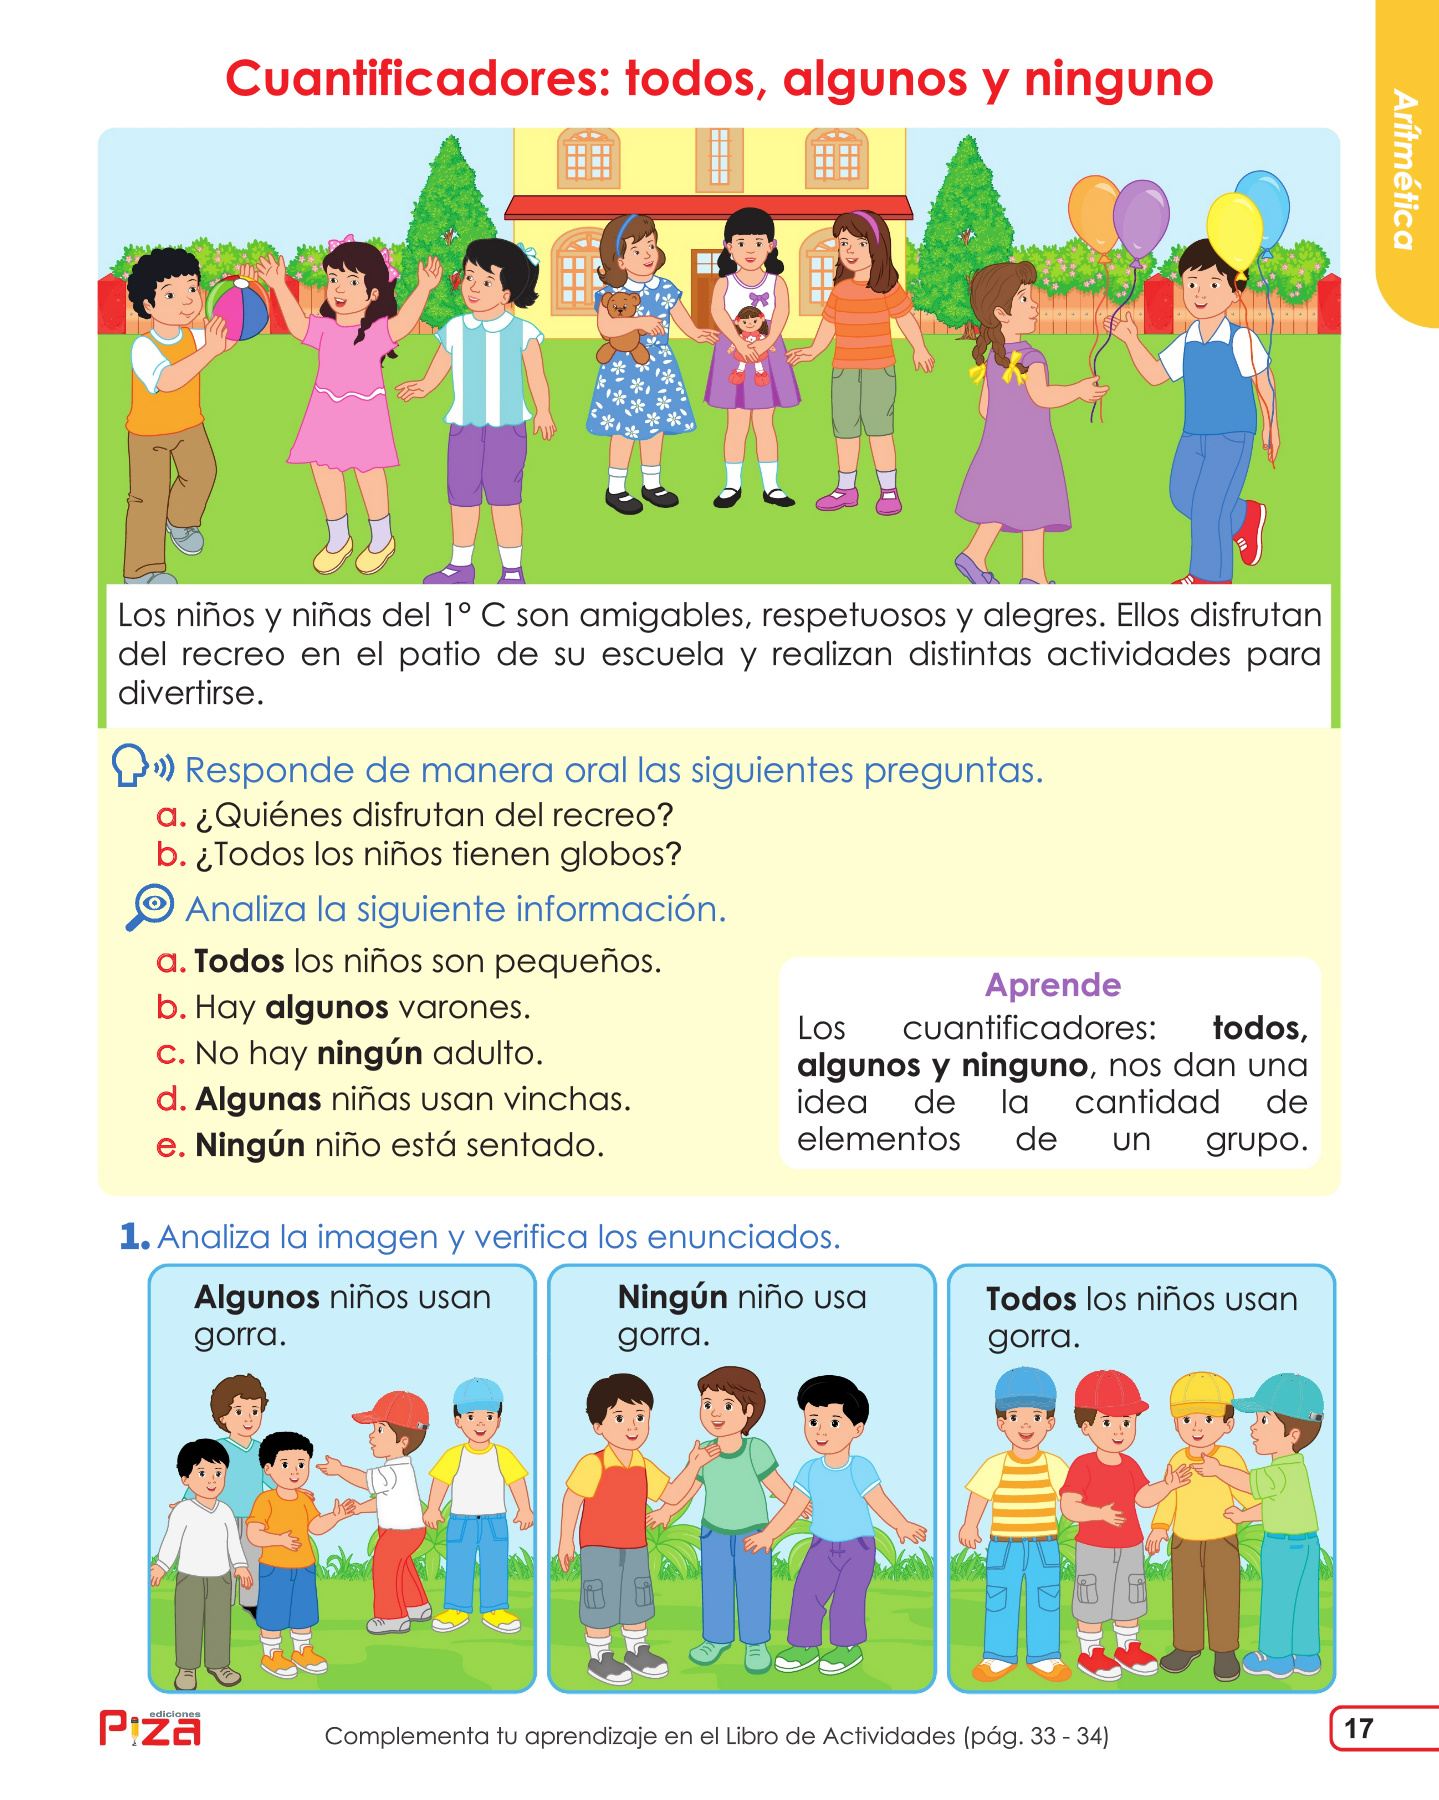 Cuantificadores: todos, algunos y ninguno
Aritmética
Los niños y niñas del 1° C son amigables, respetuosos y alegres. Ellos disfrutan
del recreo en el patio de su escuela y realizan distintas actividades para
divertirse.
Responde de manera oral las siguientes preguntas.
a. ¿Quiénes disfrutan del recreo?
b. ¿Todos los niños tienen globos?
Analiza la siguiente información.
a. Todos los niños son pequeños.
b. Hay algunos varones.
c. No hay ningún adulto.
d. Algunas niñas usan vinchas.
e. Ningún niño está sentado.
Aprende
Los cuantificadores: todos,
algunos y ninguno, nos dan una
idea de la cantidad de
elementos de un grupo.
1. Analiza la imagen y verifica los enunciados.
Algunos niños usan
gorra.
Ningún niño usa
gorra.
Todos los niños usan
gorra.
ediciones
Piza
Complementa tu aprendizaje en el Libro de Actividades (pág. 33 - 34)
17